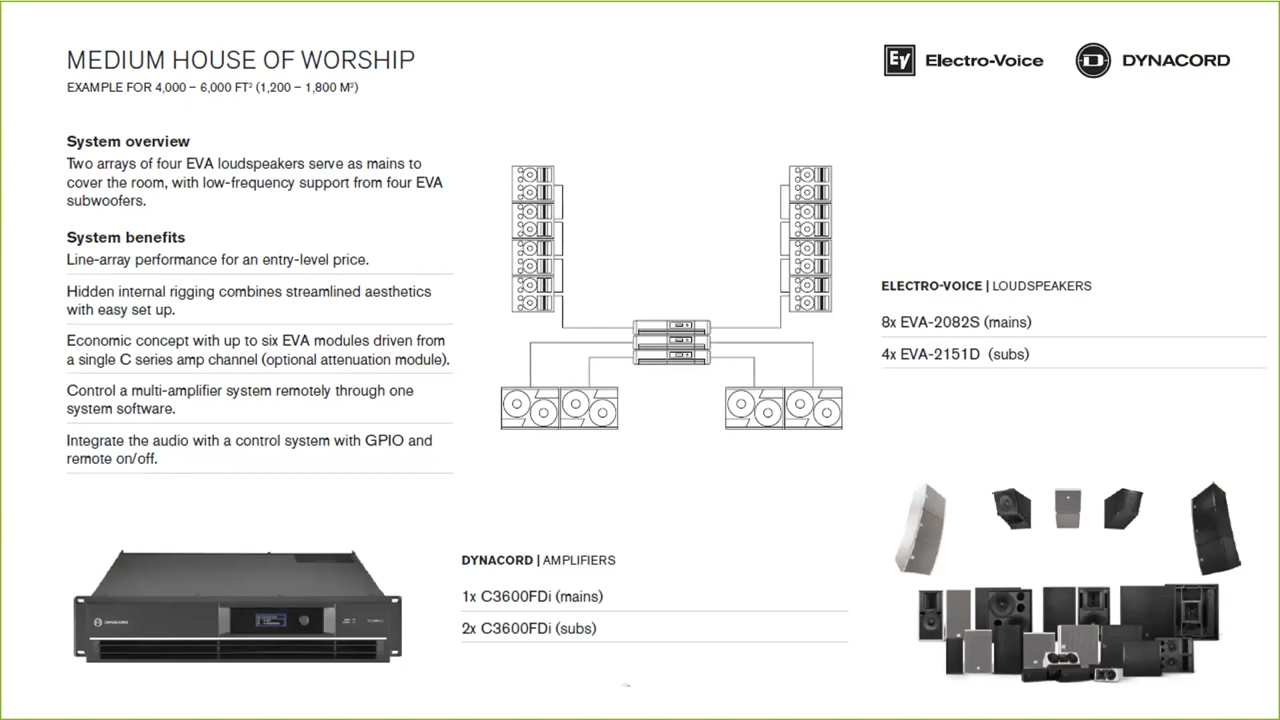 MEDIUM HOUSE OF WORSHIP
EXAMPLE FOR 4,000 – 6,000 FT² (1,200 – 1,800 M²)
EV Electro-Voice
DYNACORD
System overview
Two arrays of four EVA loudspeakers serve as mains to
cover the room, with low-frequency support from four EVA
subwoofers.
System benefits
Line-array performance for an entry-level price.
Hidden internal rigging combines streamlined aesthetics
with easy set up.
Economic concept with up to six EVA modules driven from
a single C series amp channel (optional attenuation module).
Control a multi-amplifier system remotely through one
system software.
Integrate the audio with a control system with GPIO and
remote on/off.
ELECTRO-VOICE | LOUDSPEAKERS
8x EVA-2082S (mains)
4x EVA-2151D (subs)
DYNACORD | AMPLIFIERS
1x C3600FDi (mains)
2x C3600FDi (subs)
DYNACORD